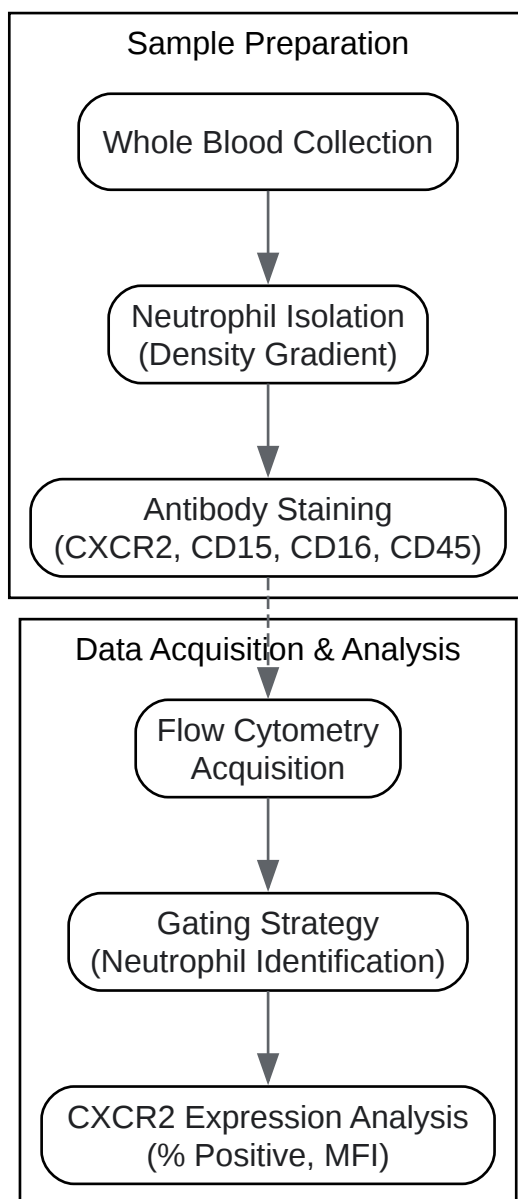 Sample Preparation
Whole Blood Collection
Neutrophil Isolation
(Density Gradient)
Antibody Staining
(CXCR2, CD15, CD16, CD45)
Data Acquisition & Analysis
Flow Cytometry
Acquisition
Gating Strategy
(Neutrophil Identification)
CXCR2 Expression Analysis
(% Positive, MFI)